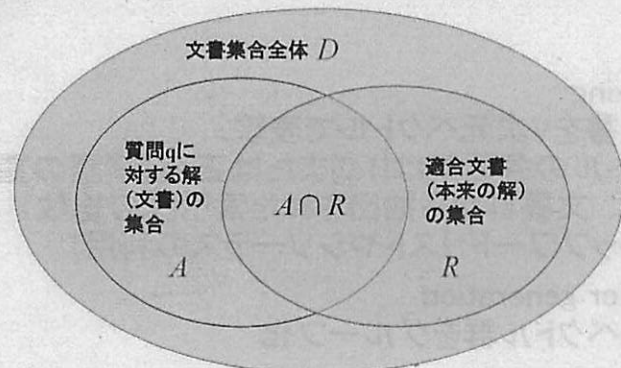 文書集合全体 D
質問qに
対する解
(文書)の
集合
A
A∩R
適合文書
(本来の解)
の集合
R